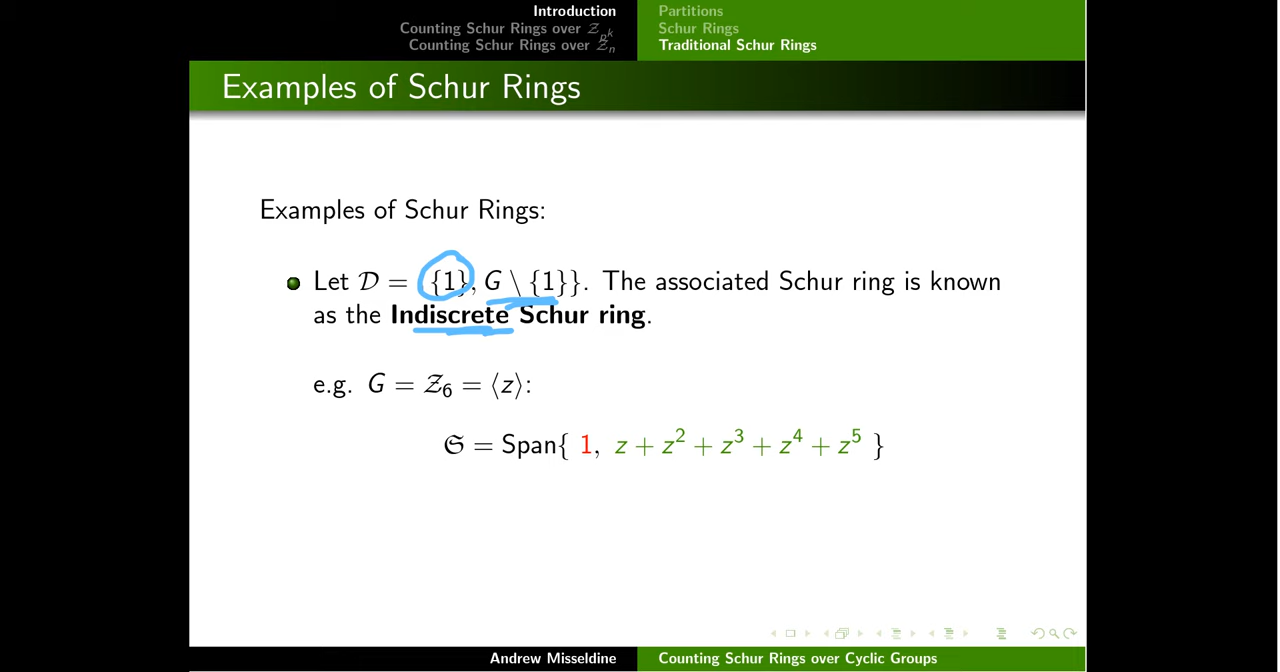 Introduction
Counting Schur Rings over 𝒵_{p^k}
Counting Schur Rings over 𝒵_n
Partitions
Schur Rings
Traditional Schur Rings
Examples of Schur Rings
Examples of Schur Rings:
Let 𝒟 = {1}, G \ {1}}. The associated Schur ring is known
as the Indiscrete Schur ring.
e.g. G = 𝒵₆ = ⟨z⟩:
𝔖 = Span{ 1, z + z² + z³ + z⁴ + z⁵ }
Andrew Misseldine
Counting Schur Rings over Cyclic Groups